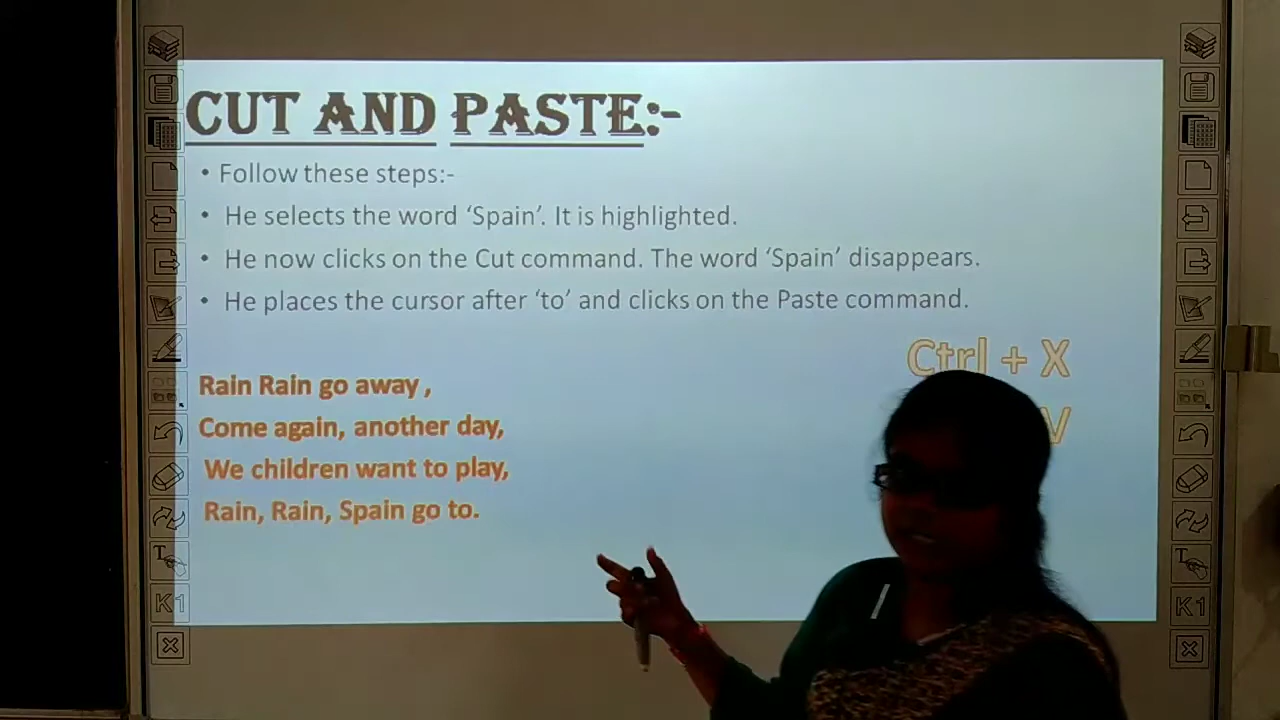 CUT AND PASTE:-
• Follow these steps:-
• He selects the word ‘Spain’. It is highlighted.
• He now clicks on the Cut command. The word ‘Spain’ disappears.
• He places the cursor after ‘to’ and clicks on the Paste command.
Ctrl + X
V
Rain Rain go away ,
Come again, another day,
We children want to play,
Rain, Rain, Spain go to.
K1
K1